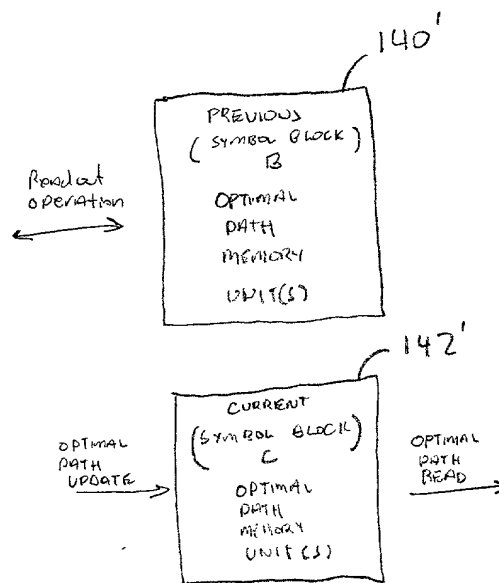 140'
PREVIOUS
(SYMBOL BLOCK)
B
OPTIMAL
PATH
MEMORY
UNIT(S)
Readout
operation
142'
CURRENT
(SYMBOL BLOCK)
C
OPTIMAL
PATH
MEMORY
UNIT(S)
OPTIMAL
PATH
UPDATE
OPTIMAL
PATH
READ